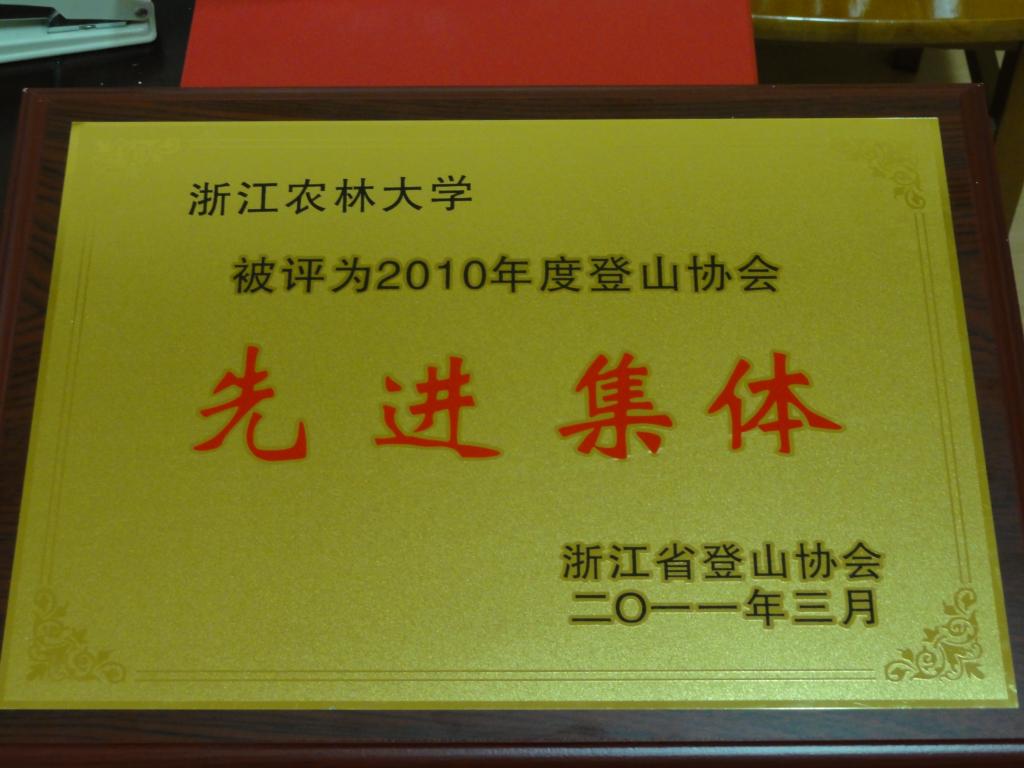 浙江农林大学
被评为2010年度登山协会
先进集体
浙江省登山协会
二〇一一年三月